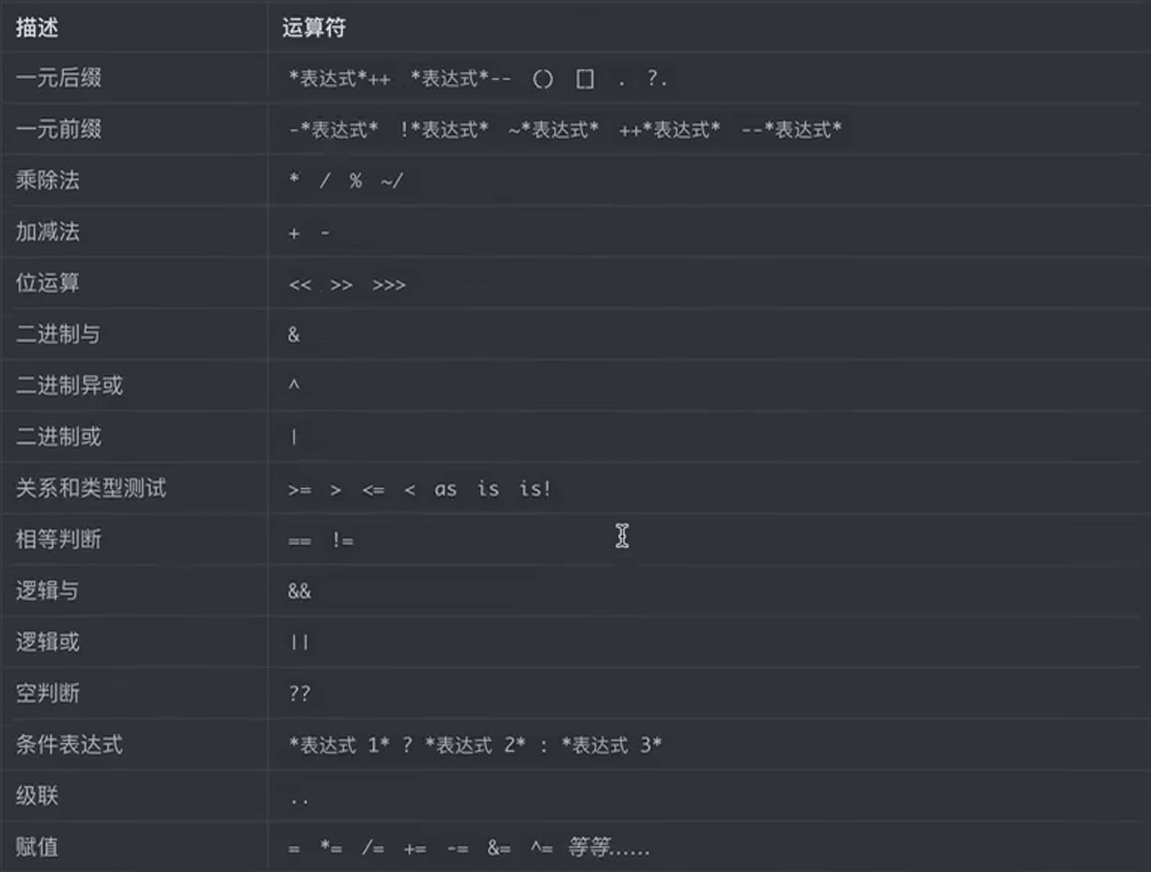 描述 运算符
一元后缀 *表达式*++ *表达式*-- () [] . ?.
一元前缀 -*表达式* !*表达式* ~*表达式* ++*表达式* --*表达式*
乘除法 * / % ~/
加减法 + -
位运算 << >> >>>
二进制与 &
二进制异或 ^
二进制或 |
关系和类型测试 >= > <= < as is is!
相等判断 == !=
逻辑与 &&
逻辑或 ||
空判断 ??
条件表达式 *表达式 1* ? *表达式 2* : *表达式 3*
级联 ..
赋值 = *= /= += -= &= ^= 等等……